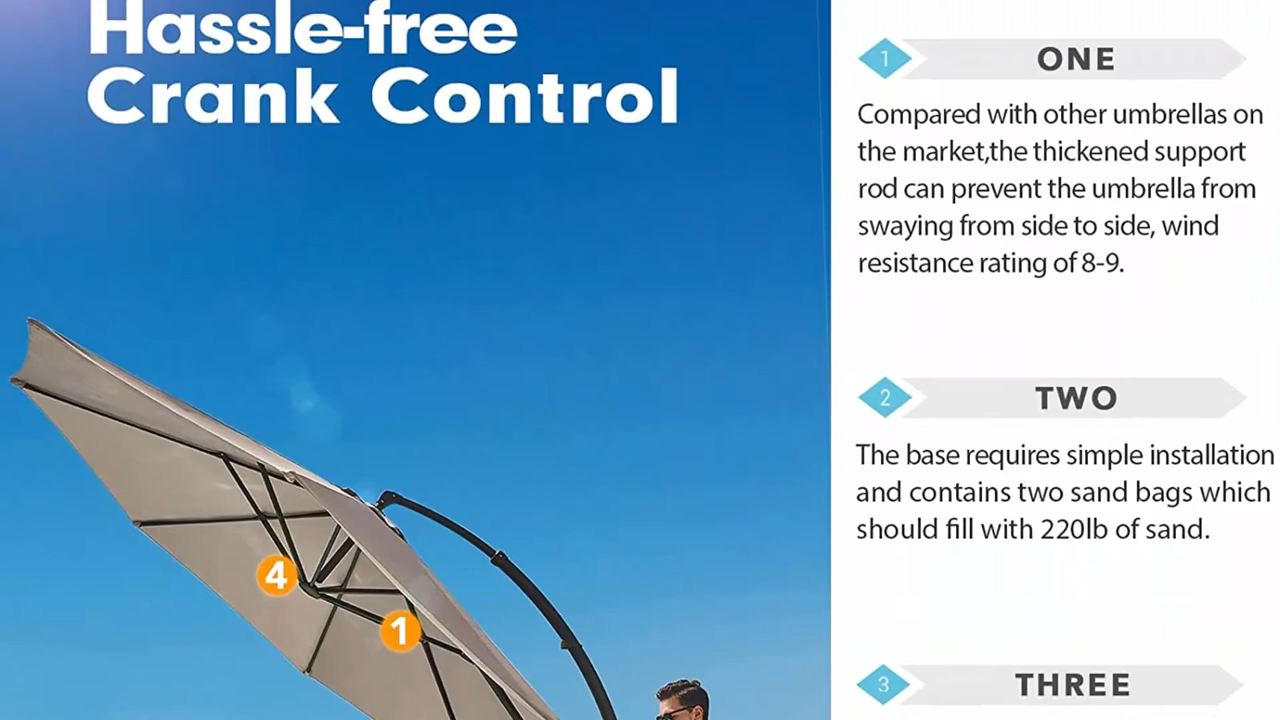 Hassle-free
Crank Control
4
1
1
ONE
Compared with other umbrellas on
the market,the thickened support
rod can prevent the umbrella from
swaying from side to side, wind
resistance rating of 8-9.
2
TWO
The base requires simple installation
and contains two sand bags which
should fill with 220lb of sand.
3
THREE